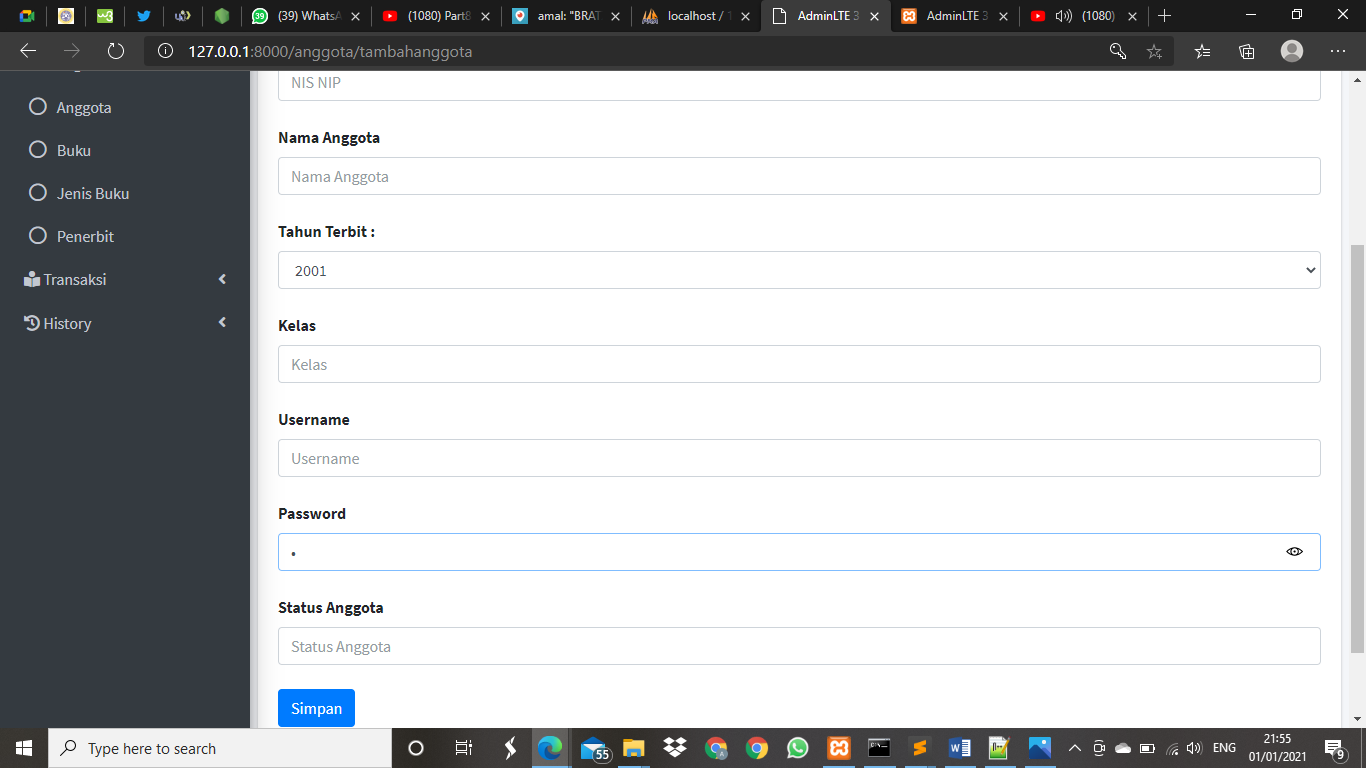 (39) WhatsA
(1080) Part8
amal: "BRAT
localhost / 1
AdminLTE 3
AdminLTE 3
(1080)
127.0.0.1:8000/anggota/tambahanggota
Anggota
Buku
Jenis Buku
Penerbit
Transaksi
History
NIS NIP
Nama Anggota
Nama Anggota
Tahun Terbit :
2001
Kelas
Kelas
Username
Username
Password
•
Status Anggota
Status Anggota
Simpan
Type here to search
55
ENG
21:55
01/01/2021
9